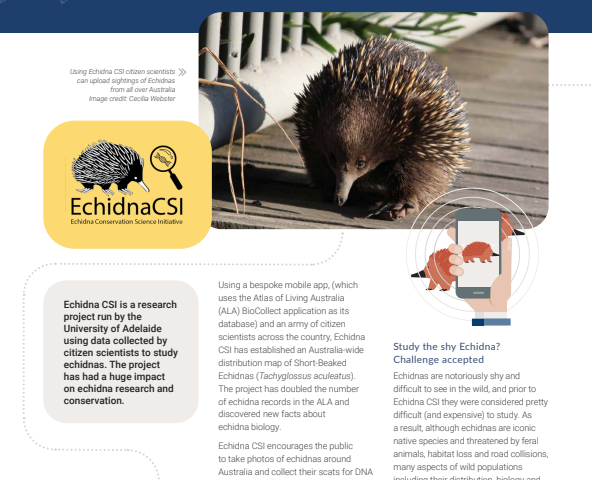 Using Echidna CSI citizen scientists
can upload sightings of Echidnas
from all over Australia
Image credit: Cecilia Webster
EchidnaCSI
Echidna Conservation Science Initiative
Echidna CSI is a research
project run by the
University of Adelaide
using data collected by
citizen scientists to study
echidnas. The project
has had a huge impact
on echidna research and
conservation.
Using a bespoke mobile app, (which
uses the Atlas of Living Australia
(ALA) BioCollect application as its
database) and an army of citizen
scientists across the country, Echidna
CSI has established an Australia-wide
distribution map of Short-Beaked
Echidnas (Tachyglossus aculeatus).
The project has doubled the number
of echidna records in the ALA and
discovered new facts about
echidna biology.
Echidna CSI encourages the public
to take photos of echidnas around
Australia and collect their scats for DNA
Study the shy Echidna?
Challenge accepted
Echidnas are notoriously shy and
difficult to see in the wild, and prior to
Echidna CSI they were considered pretty
difficult (and expensive) to study. As
a result, although echidnas are iconic
native species and threatened by feral
animals, habitat loss and road collisions,
many aspects of wild populations
including their distribution, biology and